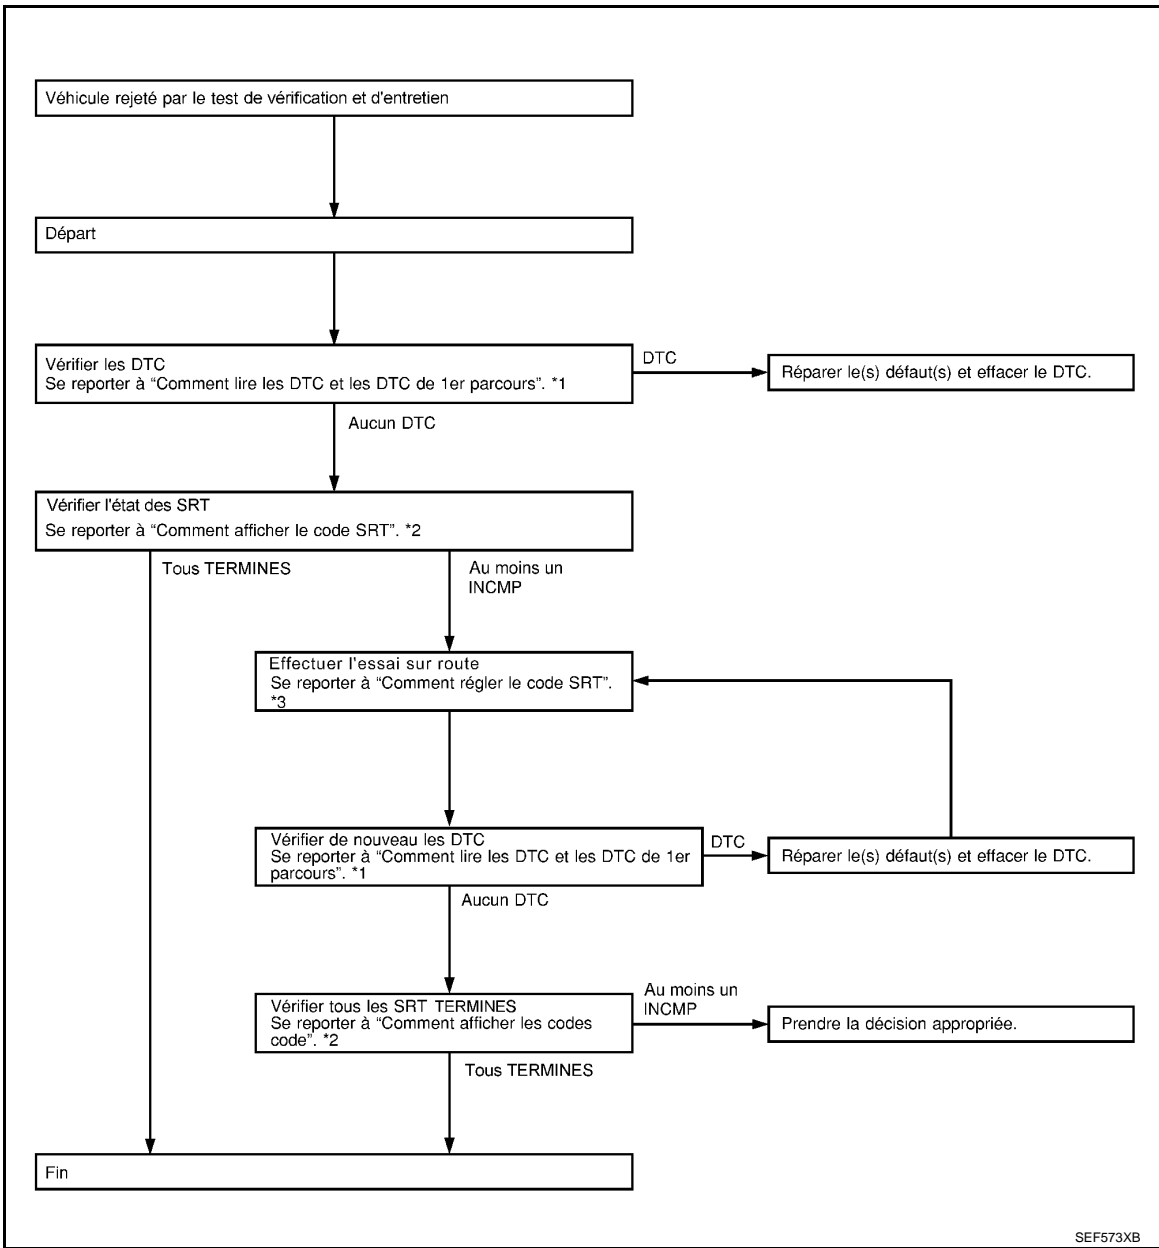 Véhicule rejeté par le test de vérification et d'entretien
Départ
Vérifier les DTC
Se reporter à “Comment lire les DTC et les DTC de 1er parcours”. *1
DTC
Réparer le(s) défaut(s) et effacer le DTC.
Aucun DTC
Vérifier l'état des SRT
Se reporter à “Comment afficher le code SRT”. *2
Tous TERMINES
Au moins un
INCMP
Effectuer l'essai sur route
Se reporter à “Comment régler le code SRT”.
*3
Vérifier de nouveau les DTC
Se reporter à “Comment lire les DTC et les DTC de 1er
parcours”. *1
DTC
Réparer le(s) défaut(s) et effacer le DTC.
Aucun DTC
Vérifier tous les SRT TERMINES
Se reporter à “Comment afficher les codes
code”. *2
Au moins un
INCMP
Prendre la décision appropriée.
Tous TERMINES
Fin
SEF573XB